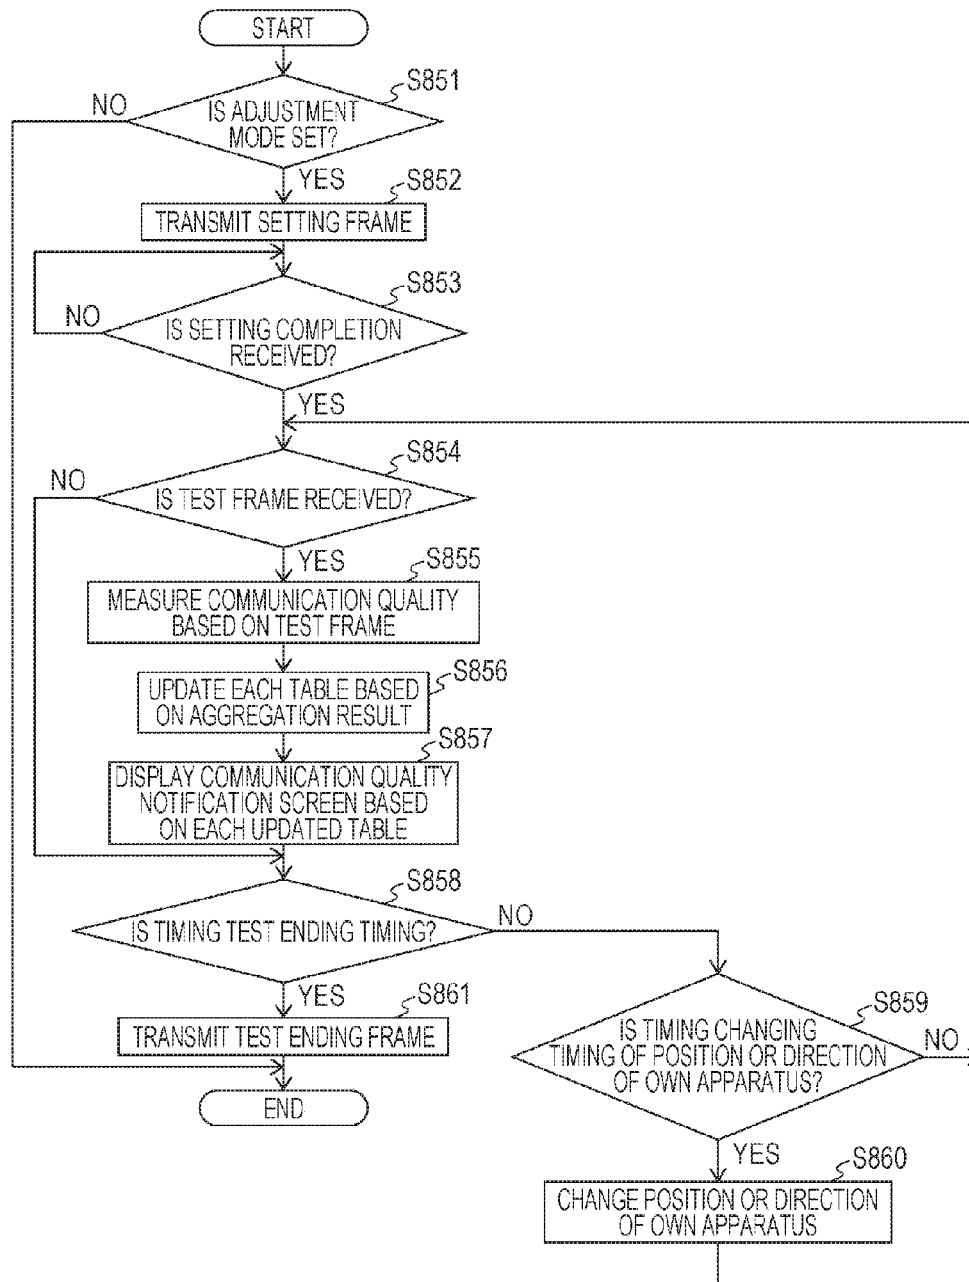 START
S851
NO
IS ADJUSTMENT
MODE SET?
YES
S852
TRANSMIT SETTING FRAME
S853
NO
IS SETTING COMPLETION
RECEIVED?
YES
S854
NO
IS TEST FRAME RECEIVED?
YES
S855
MEASURE COMMUNICATION QUALITY
BASED ON TEST FRAME
S856
UPDATE EACH TABLE BASED
ON AGGREGATION RESULT
S857
DISPLAY COMMUNICATION QUALITY
NOTIFICATION SCREEN BASED
ON EACH UPDATED TABLE
S858
IS TIMING TEST ENDING TIMING?
NO
YES
S861
TRANSMIT TEST ENDING FRAME
END
S859
IS TIMING CHANGING
TIMING OF POSITION OR DIRECTION
OF OWN APPARATUS?
NO
YES
S860
CHANGE POSITION OR DIRECTION
OF OWN APPARATUS